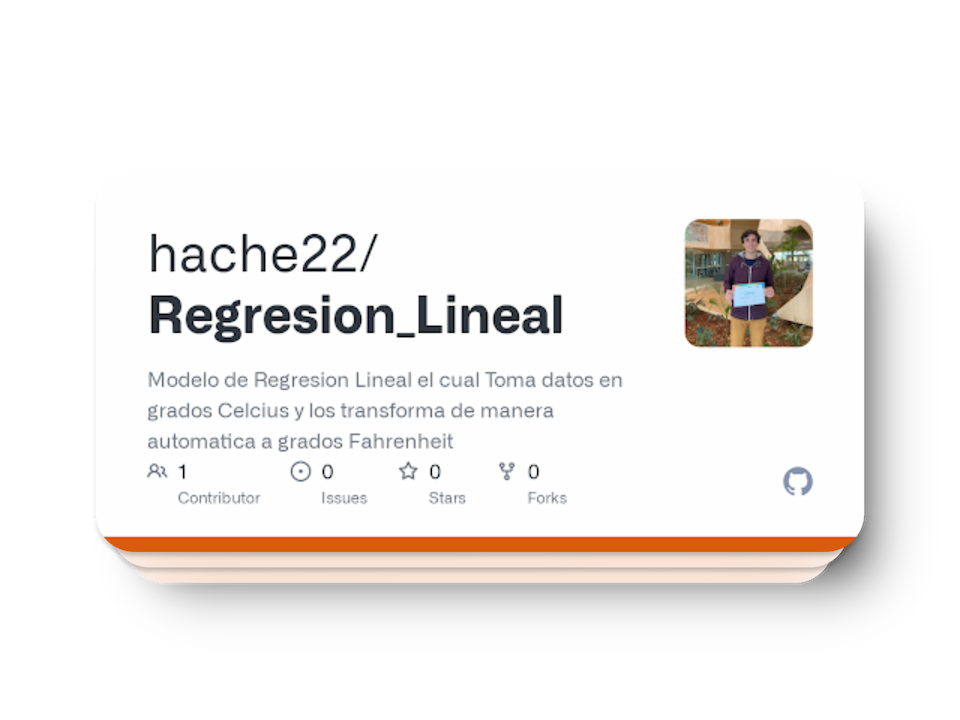 hache22/
Regresion_Lineal
Modelo de Regresion Lineal el cual Toma datos en
grados Celcius y los transforma de manera
automatica a grados Fahrenheit
1 0 0 0
Contributor Issues Stars Forks